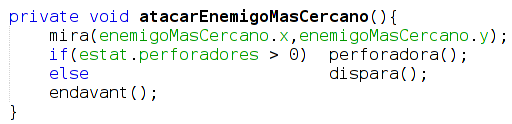 private void atacarEnemigoMasCercano(){
    mira(enemigoMasCercano.x,enemigoMasCercano.y);
    if(estat.perforadores > 0)  perforadora();
    else                        dispara();
    endavant();
}